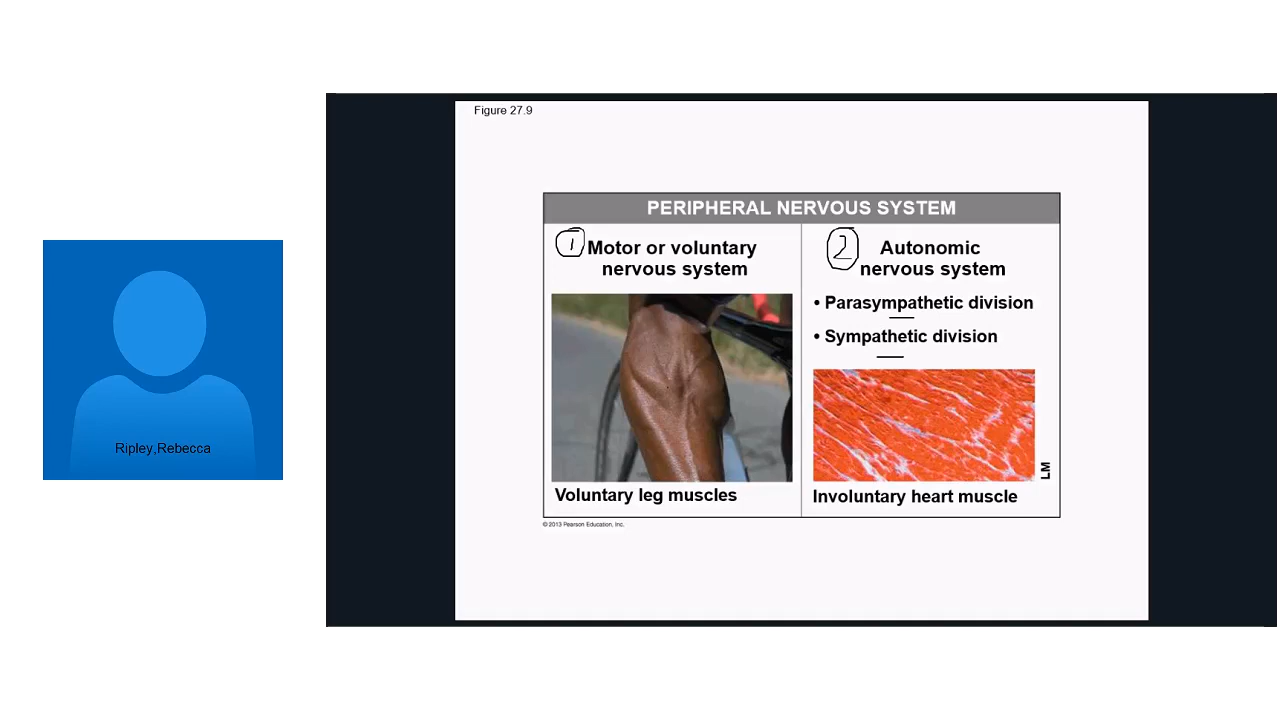 Figure 27.9
PERIPHERAL NERVOUS SYSTEM
1 Motor or voluntary
nervous system
2 Autonomic
nervous system
• Parasympathetic division
• Sympathetic division
LM
Voluntary leg muscles
Involuntary heart muscle
© 2013 Pearson Education, Inc.
Ripley,Rebecca